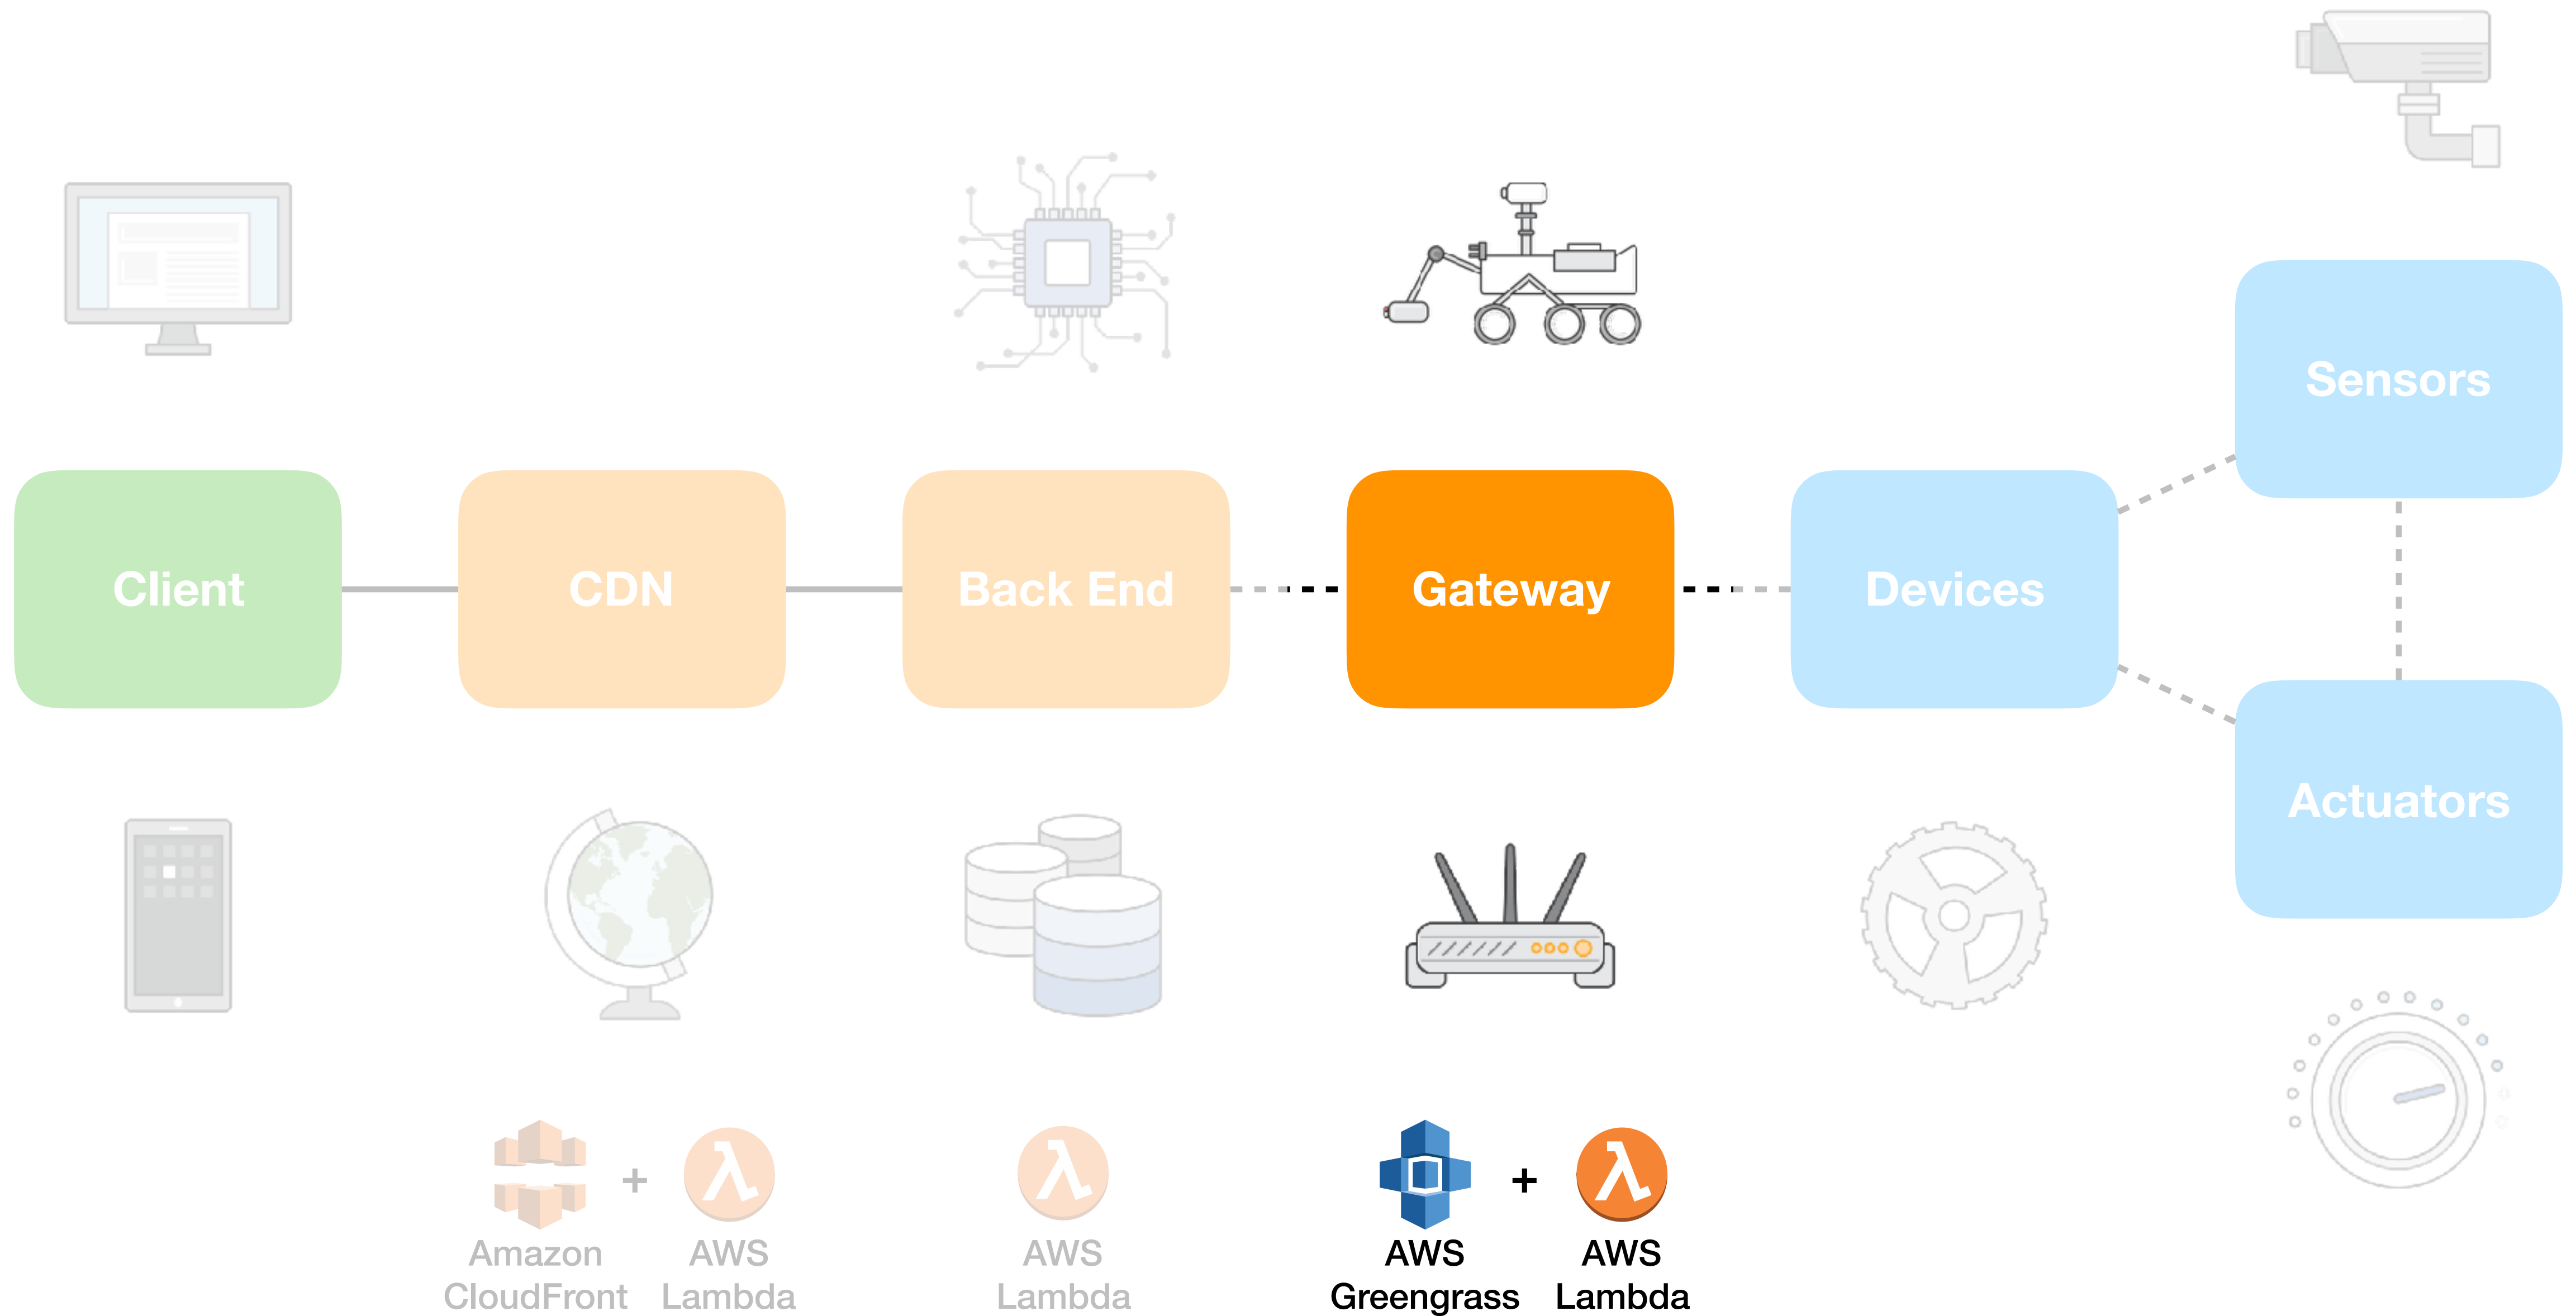 Sensors
Client
CDN
Back End
Gateway
Devices
Actuators
Amazon
CloudFront
+
AWS
Lambda
AWS
Lambda
AWS
Greengrass
+
AWS
Lambda